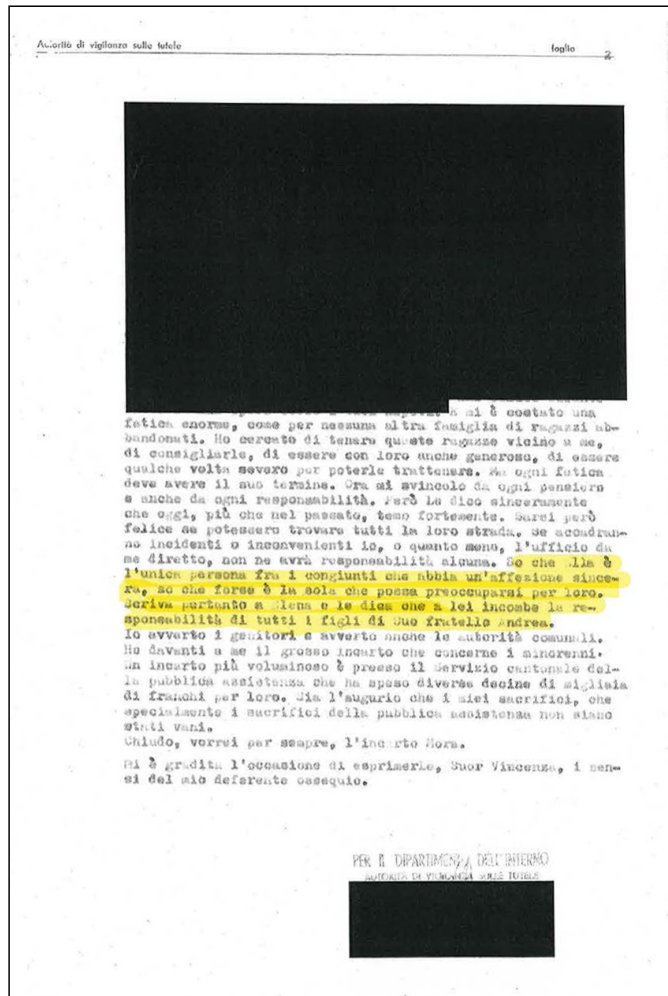 Autorità di vigilanza sulle tutele
foglio 2
mi è costato una
fatica enorme, come per nessuna altra famiglia di ragazzi ab-
bandonati. Ho cercato di tenere queste ragazze vicino a me,
di consigliarle, di essere con loro anche generoso, di essere
qualche volta severo per poterle trattenere. Ma ogni fatica
deve avere il suo termine. Ora mi svincolo da ogni pensiero
e anche da ogni responsabilità. Però Le dico sinceramente
che oggi, più che nel passato, temo fortemente. Sarei però
felice se potessero trovare tutti la loro strada. Se accadran-
no incidenti o inconvenienti io, o quanto meno, l'ufficio da
me diretto, non ne avrà responsabilità alcuna. So che Ella è
l'unica persona fra i congiunti che abbia un'affezione since-
ra, so che forse è la sola che possa preoccuparsi per loro.
Scriva pertanto a Elena e le dica che a lei incombe la re-
sponsabilità di tutti i figli di Suo fratello Andrea.
Io avverto i genitori e avverto anche le autorità comunali.
Ho davanti a me il grosso incarto che concerne i minorenni.
Un incarto più voluminoso è presso il Servizio cantonale del-
la pubblica assistenza che ha speso diverse decine di migliaia
di franchi per loro. Sia l'augurio che i miei sacrifici, che
specialmente i sacrifici della pubblica assistenza non siano
stati vani.
Chiudo, vorrei per sempre, l'incarto Mora.
Mi è gradita l'occasione di esprimerle, Suor Vincenza, i sen-
si del mio deferente ossequio.
PER IL DIPARTIMENTO DELL'INTERNO
AUTORITÀ DI VIGILANZA SULLE TUTELE